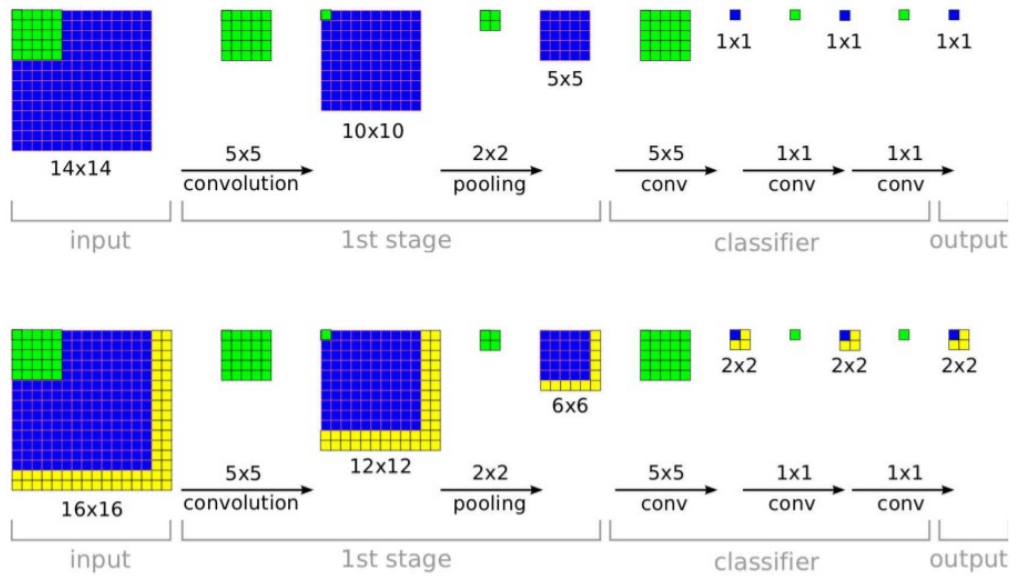 1x1 1x1 1x1
5x5
10x10
14x14
5x5 2x2 5x5 1x1 1x1
convolution pooling conv conv conv
input 1st stage classifier output
2x2 2x2 2x2
6x6
12x12
16x16
5x5 2x2 5x5 1x1 1x1
convolution pooling conv conv conv
input 1st stage classifier output